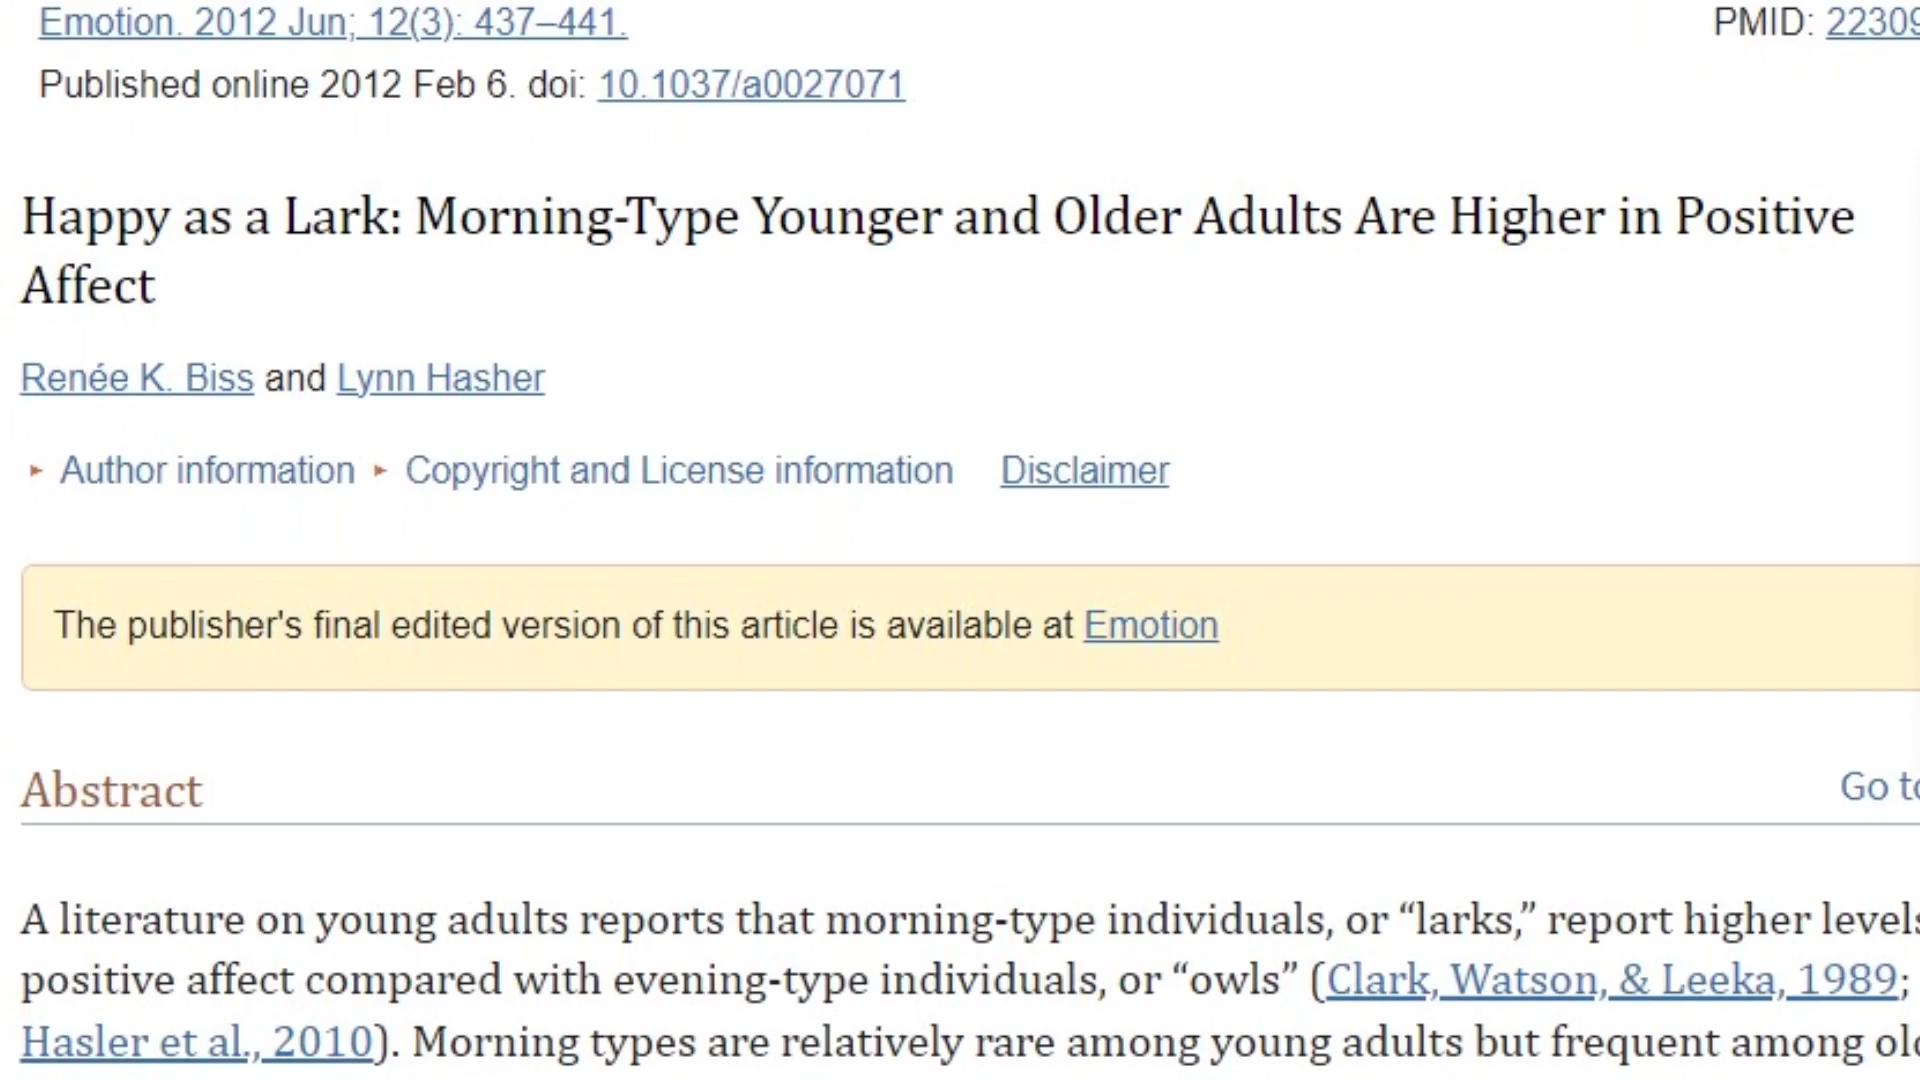 Emotion. 2012 Jun; 12(3): 437–441.
PMID: 22309
Published online 2012 Feb 6. doi: 10.1037/a0027071
Happy as a Lark: Morning-Type Younger and Older Adults Are Higher in Positive
Affect
Renée K. Biss and Lynn Hasher
Author information Copyright and License information Disclaimer
The publisher's final edited version of this article is available at Emotion
Abstract
Go to
A literature on young adults reports that morning-type individuals, or “larks,” report higher levels
positive affect compared with evening-type individuals, or “owls” (Clark, Watson, & Leeka, 1989;
Hasler et al., 2010). Morning types are relatively rare among young adults but frequent among